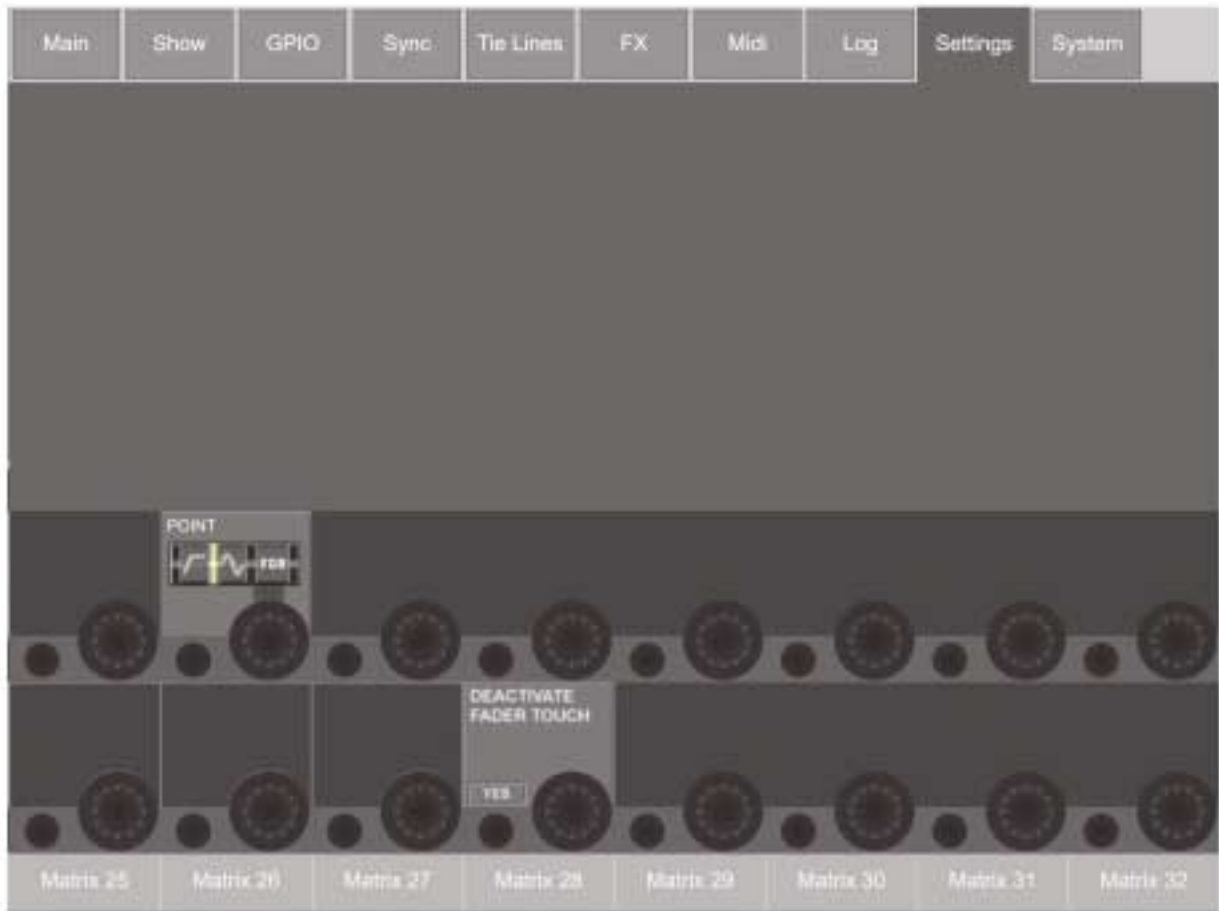 Main Show GPIO Sync Tie Lines FX Midi Log Settings System
POINT
FDR
DEACTIVATE
FADER TOUCH
YES
Matrix 25 Matrix 26 Matrix 27 Matrix 28 Matrix 29 Matrix 30 Matrix 31 Matrix 32